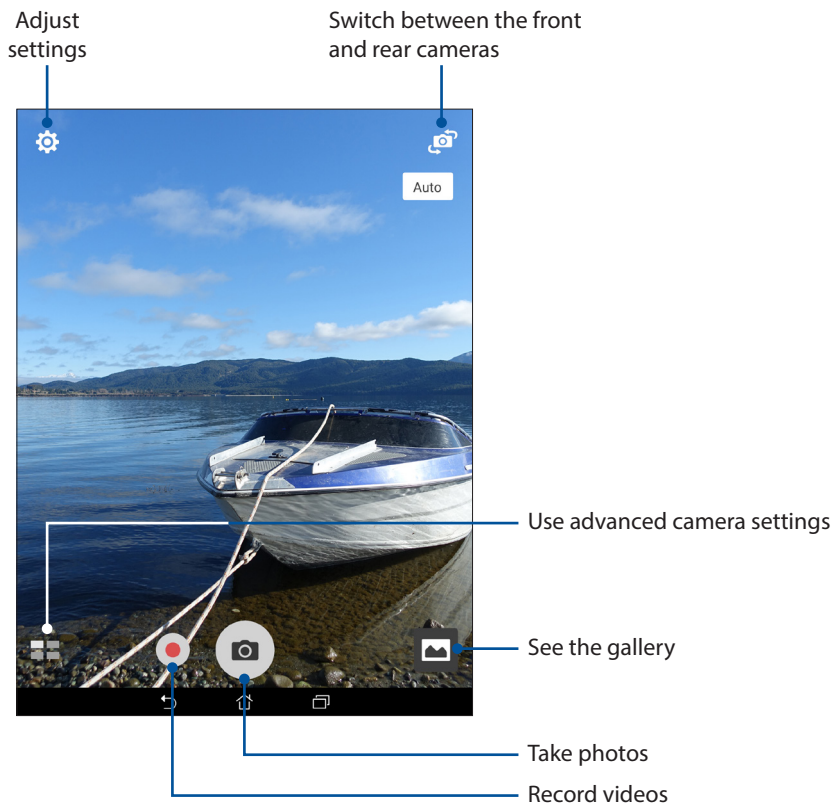 Adjust
settings
Switch between the front
and rear cameras
Auto
Use advanced camera settings
See the gallery
Take photos
Record videos